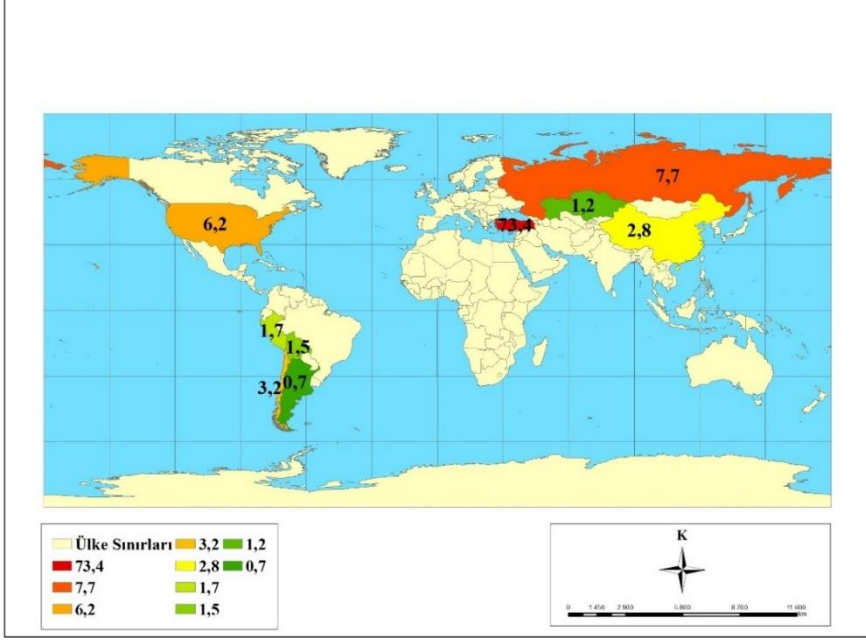 7,7
1,2
6,2
73,4
2,8
1,7
1,5
3,2 0,7
Ülke Sınırları 3,2 1,2
73,4 2,8 0,7
7,7 1,7
6,2 1,5
K
0 1.450 2.900 5.800 8.700 11.600
Km